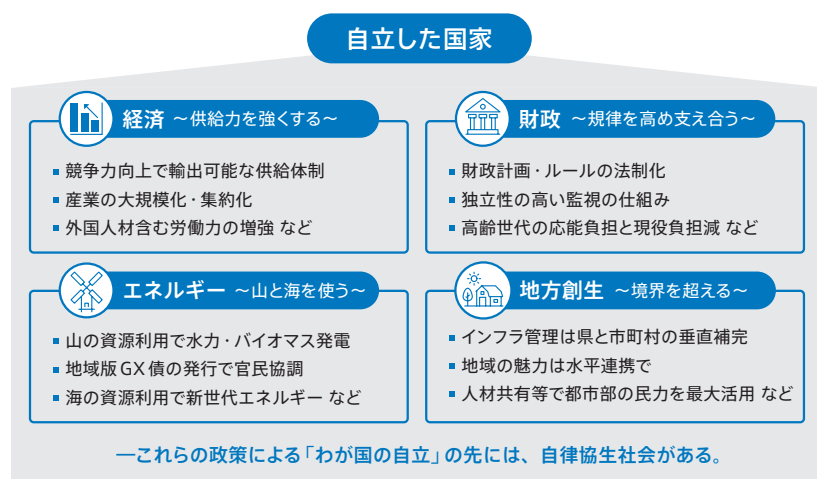 自立した国家
経済 ～供給力を強くする～
▪ 競争力向上で輸出可能な供給体制
▪ 産業の大規模化・集約化
▪ 外国人材含む労働力の増強 など
財政 ～規律を高め支え合う～
▪ 財政計画・ルールの法制化
▪ 独立性の高い監視の仕組み
▪ 高齢世代の応能負担と現役負担減 など
エネルギー ～山と海を使う～
▪ 山の資源利用で水力・バイオマス発電
▪ 地域版GX債の発行で官民協調
▪ 海の資源利用で新世代エネルギー など
地方創生 ～境界を超える～
▪ インフラ管理は県と市町村の垂直補完
▪ 地域の魅力は水平連携で
▪ 人材共有等で都市部の民力を最大活用 など
―これらの政策による「わが国の自立」の先には、自律協生社会がある。